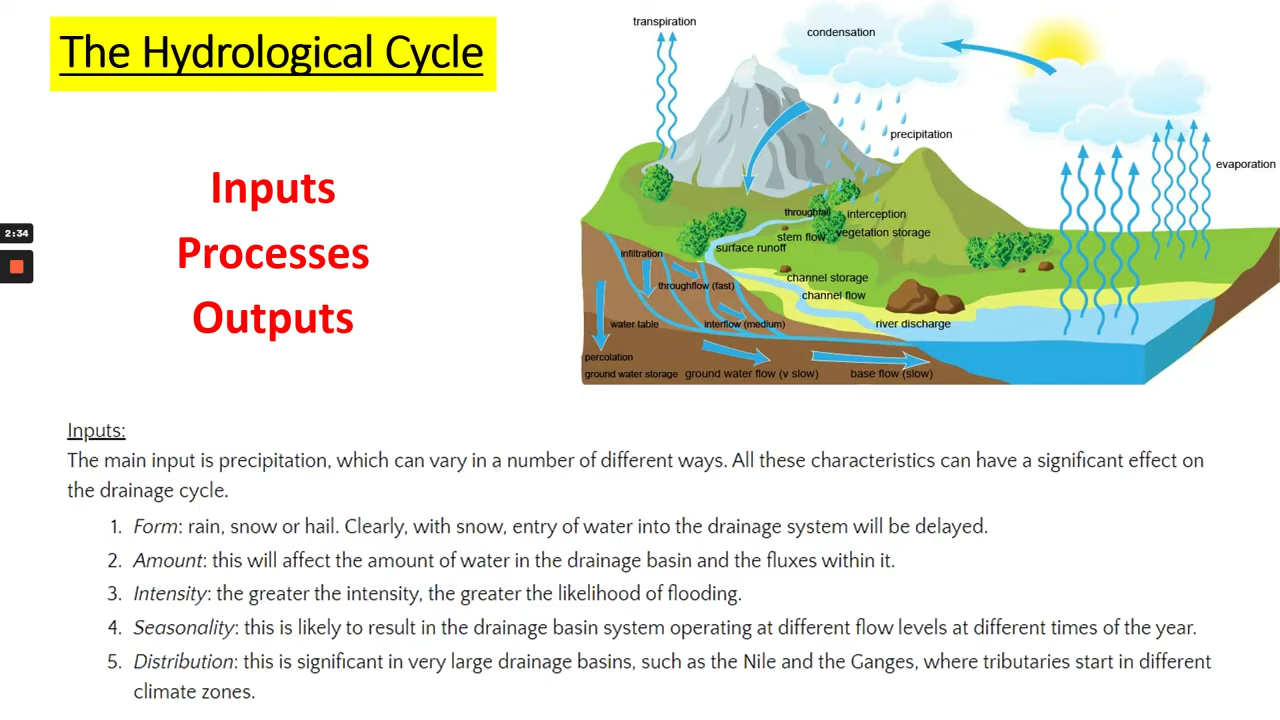 The Hydrological Cycle
Inputs
Processes
Outputs
2:34
transpiration
condensation
precipitation
evaporation
throughfall
interception
stem flow
vegetation storage
surface runoff
infiltration
channel storage
throughflow (fast)
channel flow
water table
interflow (medium)
river discharge
percolation
ground water storage
ground water flow (v slow)
base flow (slow)
Inputs:
The main input is precipitation, which can vary in a number of different ways. All these characteristics can have a significant effect on
the drainage cycle.
1. Form: rain, snow or hail. Clearly, with snow, entry of water into the drainage system will be delayed.
2. Amount: this will affect the amount of water in the drainage basin and the fluxes within it.
3. Intensity: the greater the intensity, the greater the likelihood of flooding.
4. Seasonality: this is likely to result in the drainage basin system operating at different flow levels at different times of the year.
5. Distribution: this is significant in very large drainage basins, such as the Nile and the Ganges, where tributaries start in different
climate zones.